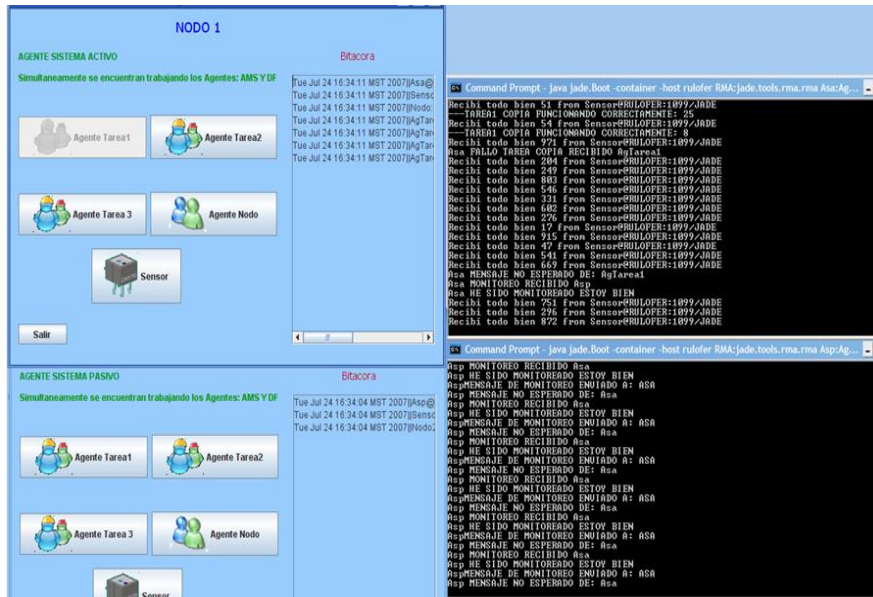 NODO 1
AGENTE SISTEMA ACTIVO
Bitacora
Simultaneamente se encuentran trabajando los Agentes: AMS Y DF
Tue Jul 24 16:34:11 MST 2007||Asa@
Tue Jul 24 16:34:11 MST 2007||Senso
Tue Jul 24 16:34:11 MST 2007||Nodo:
Tue Jul 24 16:34:11 MST 2007||AgTar
Tue Jul 24 16:34:11 MST 2007||AgTar
Tue Jul 24 16:34:11 MST 2007||AgTar
Tue Jul 24 16:34:11 MST 2007||AgTar
Agente Tarea1
Agente Tarea2
Agente Tarea 3
Agente Nodo
Sensor
Salir
AGENTE SISTEMA PASIVO
Bitacora
Simultaneamente se encuentran trabajando los Agentes: AMS Y DF
Tue Jul 24 16:34:04 MST 2007||Asp@
Tue Jul 24 16:34:04 MST 2007||Senso
Tue Jul 24 16:34:04 MST 2007||Nodo2
Agente Tarea1
Agente Tarea2
Agente Tarea 3
Agente Nodo
Sensor
Command Prompt - java jade.Boot -container -host rulofer RMA:jade.tools.rma.rma Asa:Ag...
Recibi todo bien 51 from Sensor@RULOFER:1099/JADE
---TAREA1 COPIA FUNCIONANDO CORRECTAMENTE: 25
Recibi todo bien 54 from Sensor@RULOFER:1099/JADE
---TAREA1 COPIA FUNCIONANDO CORRECTAMENTE: 8
Recibi todo bien 971 from Sensor@RULOFER:1099/JADE
Asa FALLO TAREA COPIA RECIBIDO AgTarea1
Recibi todo bien 204 from Sensor@RULOFER:1099/JADE
Recibi todo bien 249 from Sensor@RULOFER:1099/JADE
Recibi todo bien 803 from Sensor@RULOFER:1099/JADE
Recibi todo bien 546 from Sensor@RULOFER:1099/JADE
Recibi todo bien 331 from Sensor@RULOFER:1099/JADE
Recibi todo bien 602 from Sensor@RULOFER:1099/JADE
Recibi todo bien 276 from Sensor@RULOFER:1099/JADE
Recibi todo bien 17 from Sensor@RULOFER:1099/JADE
Recibi todo bien 915 from Sensor@RULOFER:1099/JADE
Recibi todo bien 47 from Sensor@RULOFER:1099/JADE
Recibi todo bien 541 from Sensor@RULOFER:1099/JADE
Recibi todo bien 669 from Sensor@RULOFER:1099/JADE
Asa MENSAJE NO ESPERADO DE: AgTarea1
Asa MONITOREO RECIBIDO Asp
Asa HE SIDO MONITOREADO ESTOY BIEN
Recibi todo bien 751 from Sensor@RULOFER:1099/JADE
Recibi todo bien 296 from Sensor@RULOFER:1099/JADE
Recibi todo bien 872 from Sensor@RULOFER:1099/JADE
Command Prompt - java jade.Boot -container -host rulofer RMA:jade.tools.rma.rma Asp:Ag...
Asp MONITOREO RECIBIDO Asa
Asp HE SIDO MONITOREADO ESTOY BIEN
AspMENSAJE DE MONITOREO ENVIADO A: ASA
Asp MENSAJE NO ESPERADO DE: Asa
Asp MONITOREO RECIBIDO Asa
Asp HE SIDO MONITOREADO ESTOY BIEN
AspMENSAJE DE MONITOREO ENVIADO A: ASA
Asp MENSAJE NO ESPERADO DE: Asa
Asp MONITOREO RECIBIDO Asa
Asp HE SIDO MONITOREADO ESTOY BIEN
AspMENSAJE DE MONITOREO ENVIADO A: ASA
Asp MENSAJE NO ESPERADO DE: Asa
Asp MONITOREO RECIBIDO Asa
Asp HE SIDO MONITOREADO ESTOY BIEN
AspMENSAJE DE MONITOREO ENVIADO A: ASA
Asp MENSAJE NO ESPERADO DE: Asa
Asp MONITOREO RECIBIDO Asa
Asp HE SIDO MONITOREADO ESTOY BIEN
AspMENSAJE DE MONITOREO ENVIADO A: ASA
Asp MENSAJE NO ESPERADO DE: Asa
Asp MONITOREO RECIBIDO Asa
Asp HE SIDO MONITOREADO ESTOY BIEN
AspMENSAJE DE MONITOREO ENVIADO A: ASA
Asp MENSAJE NO ESPERADO DE: Asa